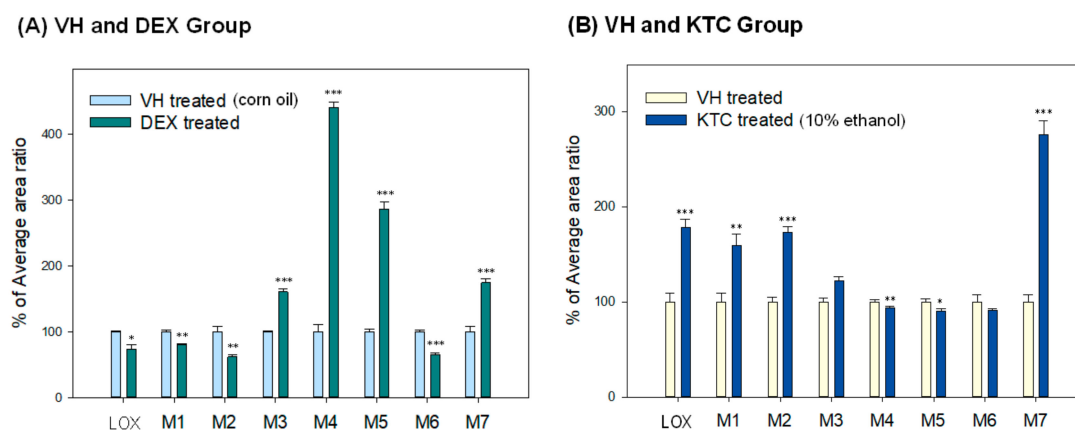 (A) VH and DEX Group
VH treated (corn oil)
DEX treated
% of Average area ratio
400
300
200
100
0
*
**
**
***
***
***
***
***
LOX M1 M2 M3 M4 M5 M6 M7
(B) VH and KTC Group
VH treated
KTC treated (10% ethanol)
% of Average area ratio
300
200
100
0
***
**
***
**
*
***
LOX M1 M2 M3 M4 M5 M6 M7